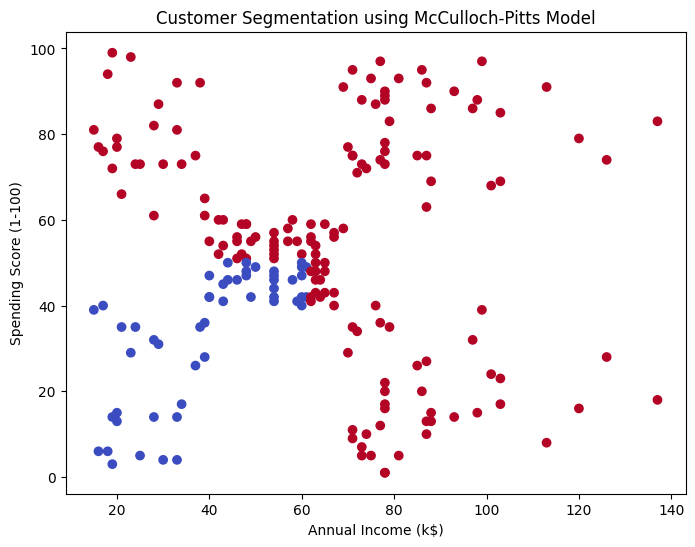 Customer Segmentation using McCulloch-Pitts Model
100
80
60
40
20
0
Spending Score (1-100)
20 40 60 80 100 120 140
Annual Income (k$)